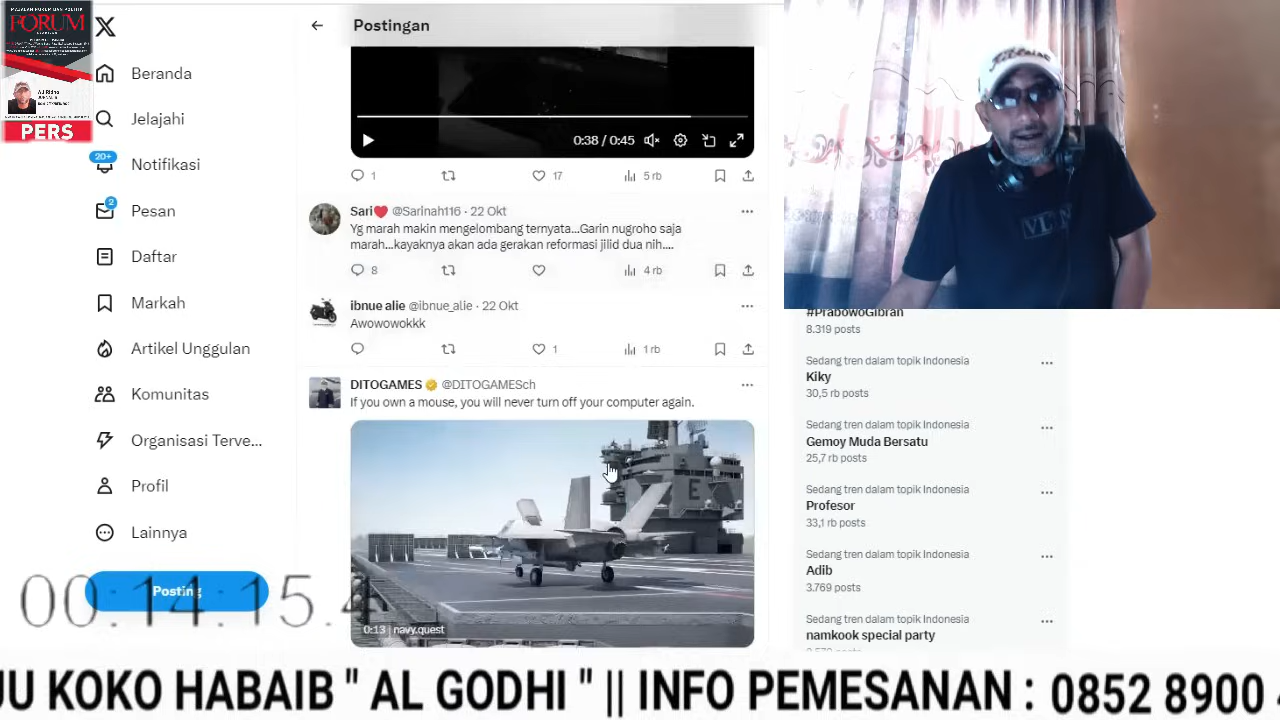 MAJALAH FORUM DAN POLITIK
FORUM
PERS
X
Beranda
Jelajahi
20+
Notifikasi
2
Pesan
Daftar
Markah
Artikel Unggulan
Komunitas
Organisasi Terve...
Profil
Lainnya
Posting
00:14:15.4
← Postingan
0:38 / 0:45
1 17 5 rb
Sari❤️ @Sarinah116 · 22 Okt
Yg marah makin mengelombang ternyata...Garin nugroho saja
marah...kayaknya akan ada gerakan reformasi jilid dua nih....
8 4 rb
ibnue alie @ibnue_alie · 22 Okt
Awowowokkk
1 1 rb
DITOGAMES @DITOGAMESch
If you own a mouse, you will never turn off your computer again.
E
0:13 | navy.quest
#PrabowoGibran
8.319 posts
Sedang tren dalam topik Indonesia
Kiky
30,5 rb posts
Sedang tren dalam topik Indonesia
Gemoy Muda Bersatu
25,7 rb posts
Sedang tren dalam topik Indonesia
Profesor
33,1 rb posts
Sedang tren dalam topik Indonesia
Adib
3.769 posts
Sedang tren dalam topik Indonesia
namkook special party
JU KOKO HABAIB " AL GODHI " || INFO PEMESANAN : 0852 8900